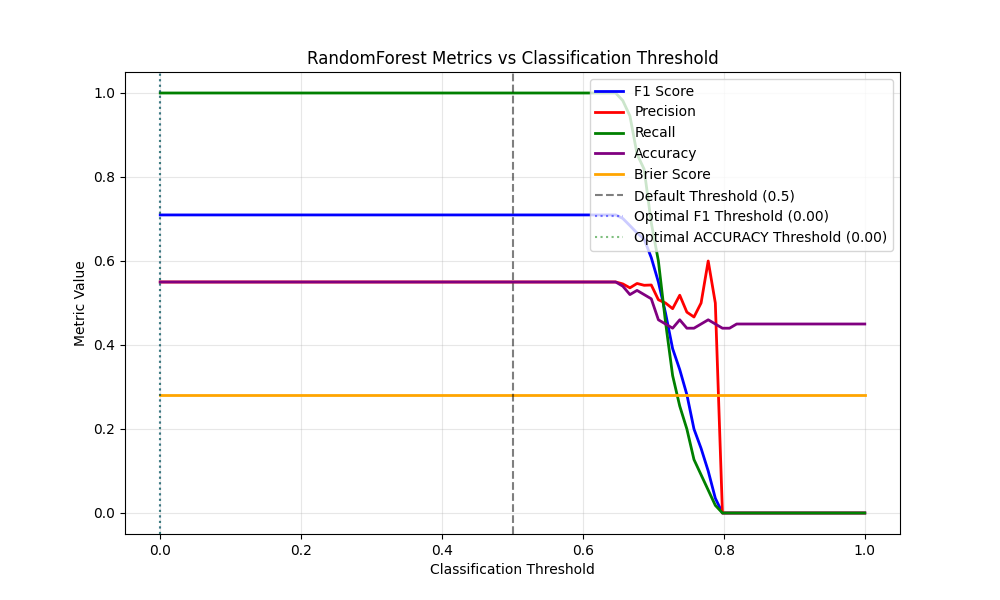 RandomForest Metrics vs Classification Threshold
Metric Value
1.0
0.8
0.6
0.4
0.2
0.0
F1 Score
Precision
Recall
Accuracy
Brier Score
Default Threshold (0.5)
Optimal F1 Threshold (0.00)
Optimal ACCURACY Threshold (0.00)
0.0 0.2 0.4 0.6 0.8 1.0
Classification Threshold